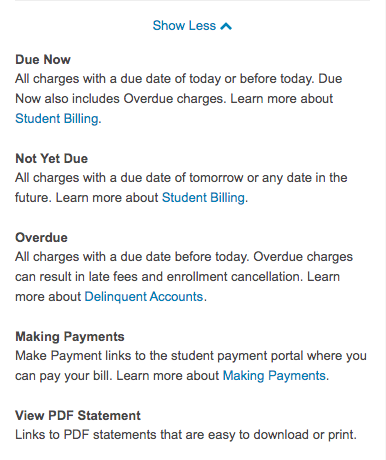 Show Less
Due Now
All charges with a due date of today or before today. Due
Now also includes Overdue charges. Learn more about
Student Billing.
Not Yet Due
All charges with a due date of tomorrow or any date in the
future. Learn more about Student Billing.
Overdue
All charges with a due date before today. Overdue charges
can result in late fees and enrollment cancellation. Learn
more about Delinquent Accounts.
Making Payments
Make Payment links to the student payment portal where you
can pay your bill. Learn more about Making Payments.
View PDF Statement
Links to PDF statements that are easy to download or print.